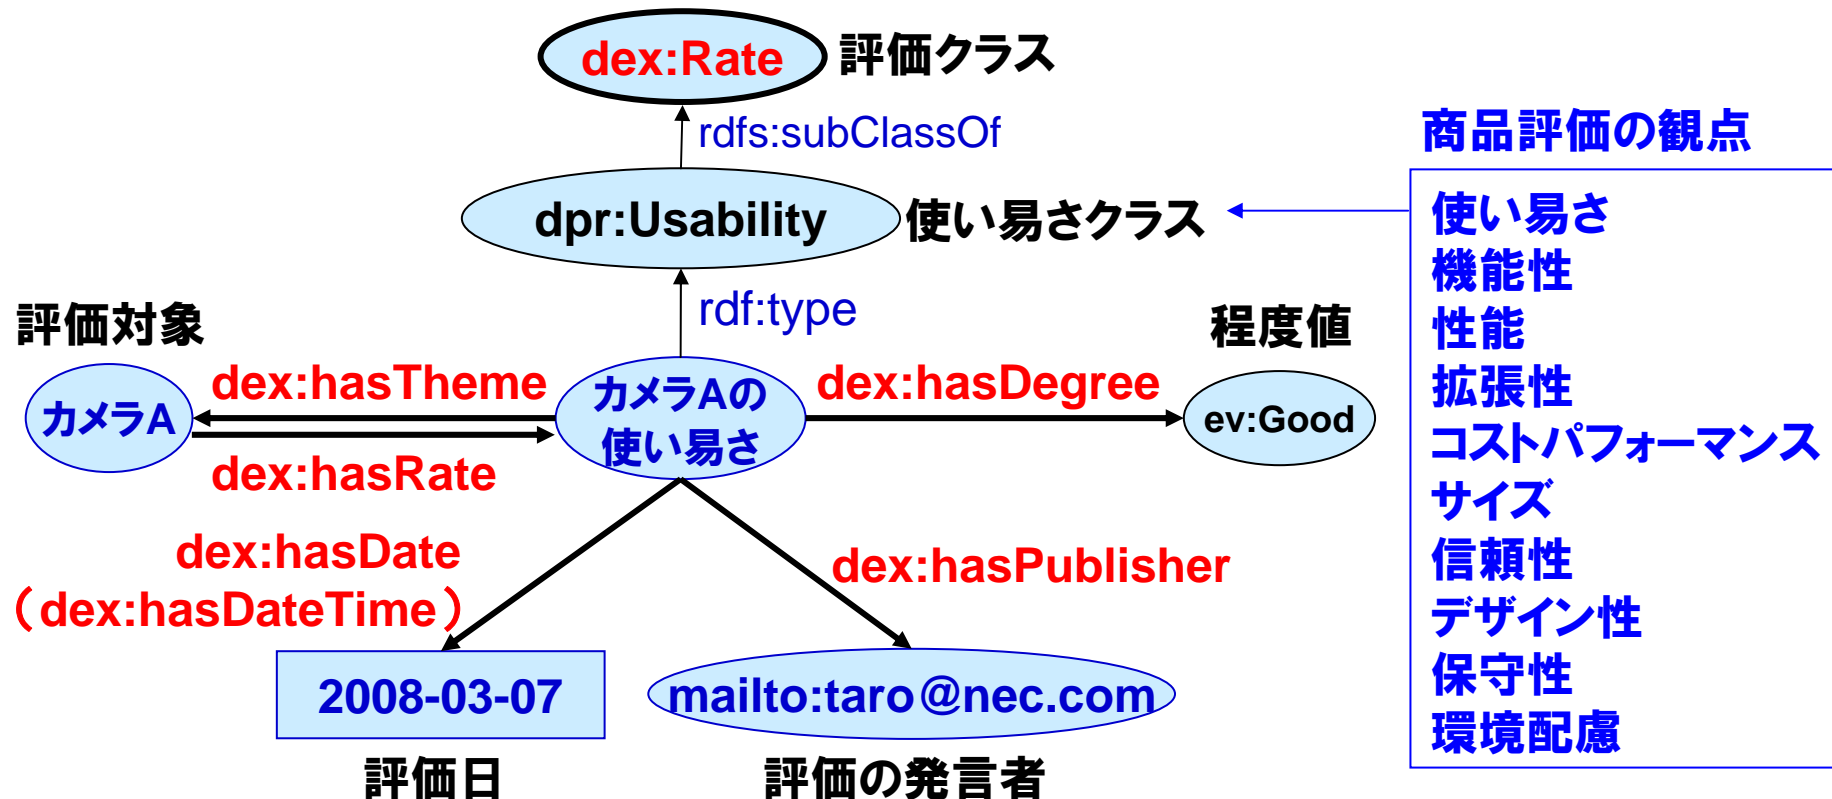 dex:Rate 評価クラス
rdfs:subClassOf
dpr:Usability 使い易さクラス
rdf:type
評価対象
カメラA
dex:hasTheme
dex:hasRate
カメラAの
使い易さ
dex:hasDegree
程度値
ev:Good
dex:hasDate
(dex:hasDateTime)
dex:hasPublisher
2008-03-07
mailto:taro@nec.com
評価日
評価の発言者
商品評価の観点
使い易さ
機能性
性能
拡張性
コストパフォーマンス
サイズ
信頼性
デザイン性
保守性
環境配慮